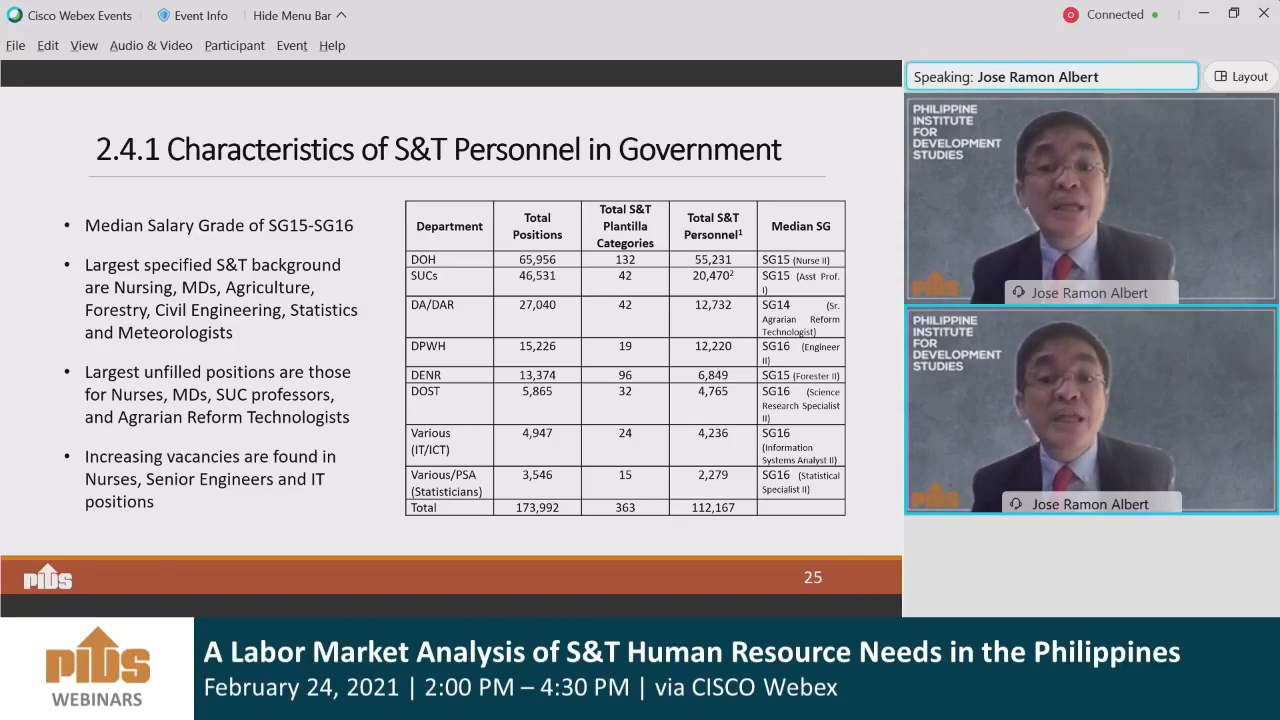 Cisco Webex Events
Event Info
Hide Menu Bar
Connected
File Edit View Audio & Video Participant Event Help
Speaking: Jose Ramon Albert
Layout
2.4.1 Characteristics of S&T Personnel in Government
• Median Salary Grade of SG15-SG16
• Largest specified S&T background
are Nursing, MDs, Agriculture,
Forestry, Civil Engineering, Statistics
and Meteorologists
• Largest unfilled positions are those
for Nurses, MDs, SUC professors,
and Agrarian Reform Technologists
• Increasing vacancies are found in
Nurses, Senior Engineers and IT
positions
Department Total Positions Total S&T Plantilla Categories Total S&T Personnel¹ Median SG
DOH 65,956 132 55,231 SG15 (Nurse II)
SUCs 46,531 42 20,470² SG15 (Asst Prof. I)
DA/DAR 27,040 42 12,732 SG14 (Sr. Agrarian Reform Technologist)
DPWH 15,226 19 12,220 SG16 (Engineer II)
DENR 13,374 96 6,849 SG15 (Forester II)
DOST 5,865 32 4,765 SG16 (Science Research Specialist II)
Various (IT/ICT) 4,947 24 4,236 SG16 (Information Systems Analyst II)
Various/PSA (Statisticians) 3,546 15 2,279 SG16 (Statistical Specialist II)
Total 173,992 363 112,167
PIDS
25
PHILIPPINE
INSTITUTE
FOR
DEVELOPMENT
STUDIES
PIDS
Jose Ramon Albert
PHILIPPINE
INSTITUTE
FOR
DEVELOPMENT
STUDIES
PIDS
Jose Ramon Albert
PIDS
WEBINARS
A Labor Market Analysis of S&T Human Resource Needs in the Philippines
February 24, 2021 | 2:00 PM – 4:30 PM | via CISCO Webex